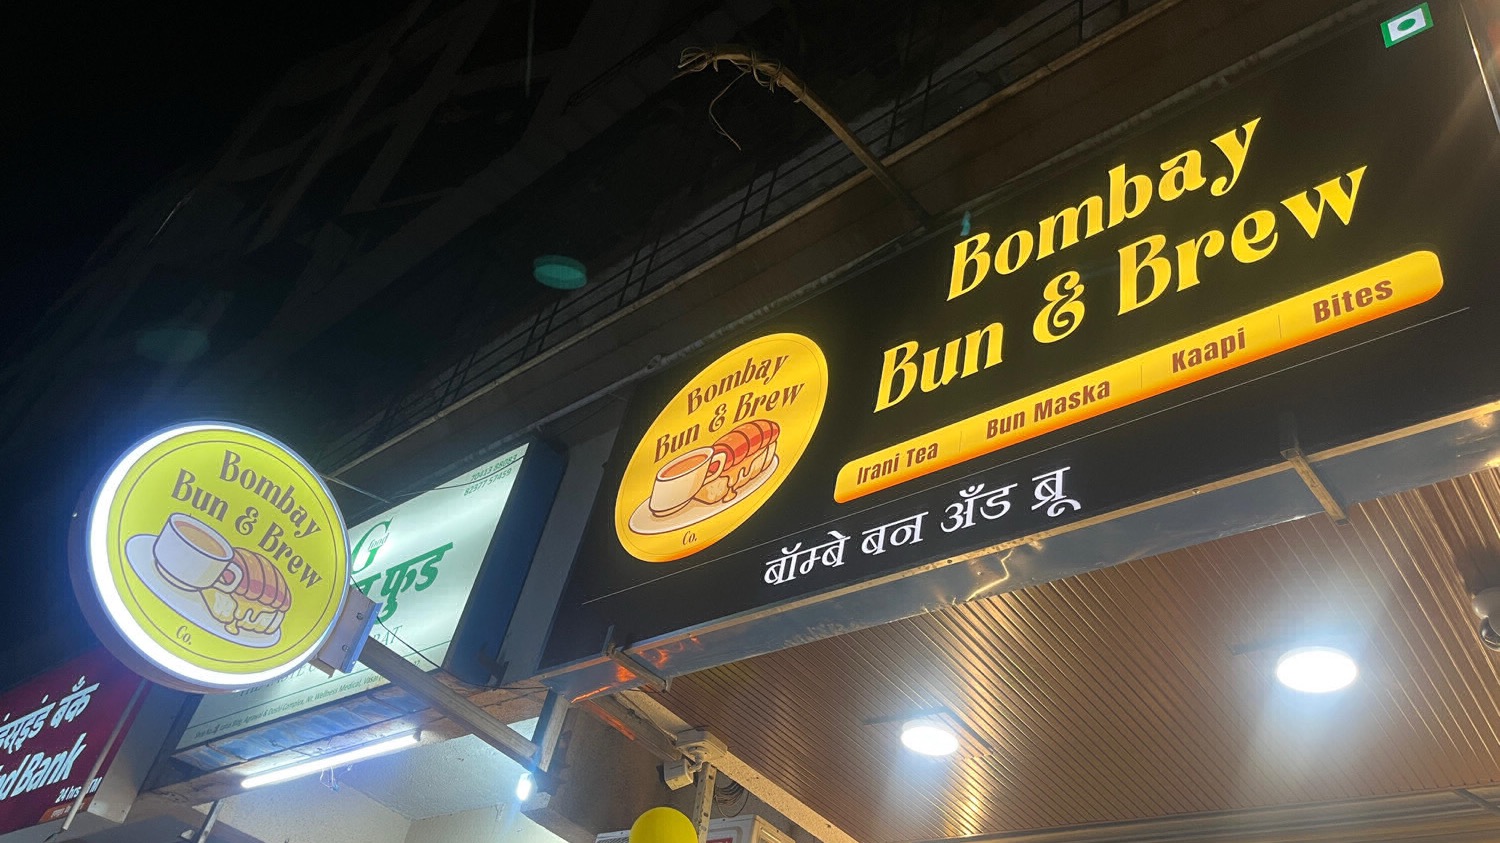 Bombay
Bun & Brew
Irani Tea
Bun Maska
Kaapi
Bites
बॉम्बे बन अँड ब्रू
Bombay
Bun & Brew
Co.
Bombay
Bun & Brew
Co.
G
food
फुड
Bank
24 hrs